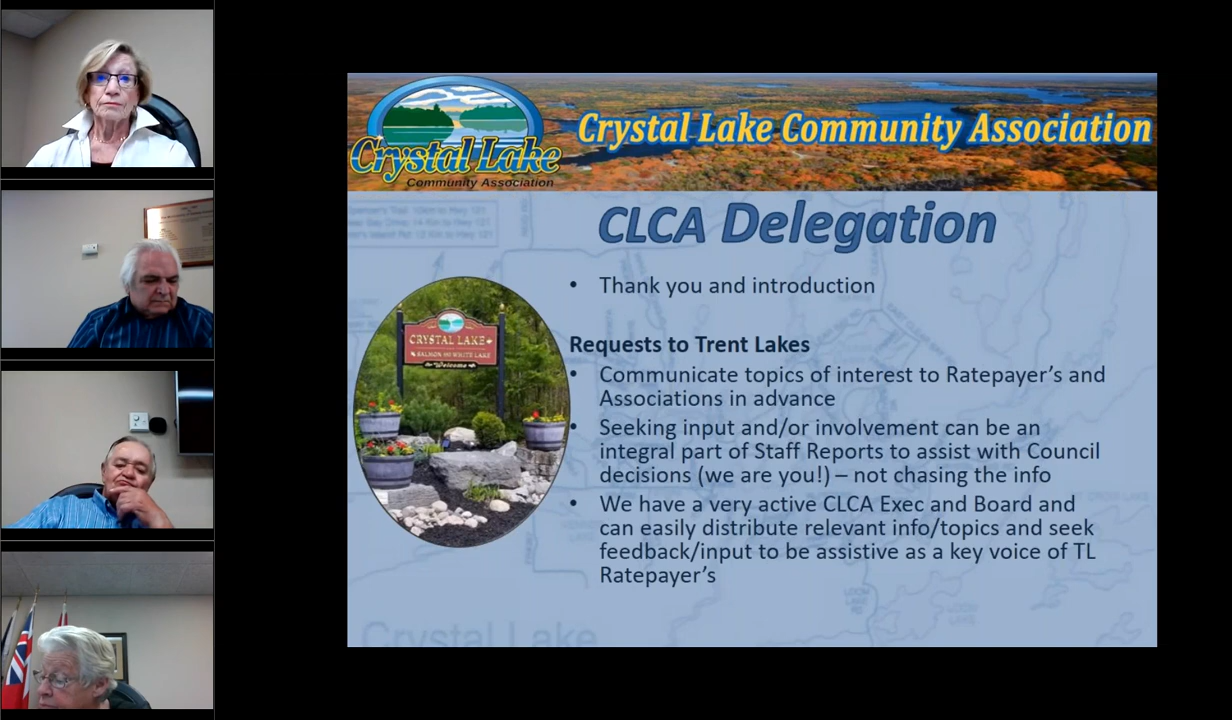 Crystal Lake
Community Association
Crystal Lake Community Association
CLCA Delegation
• Thank you and introduction
CRYSTAL LAKE
SALMON AND WHITE LAKE
Welcome
Requests to Trent Lakes
• Communicate topics of interest to Ratepayer's and
Associations in advance
• Seeking input and/or involvement can be an
integral part of Staff Reports to assist with Council
decisions (we are you!) – not chasing the info
• We have a very active CLCA Exec and Board and
can easily distribute relevant info/topics and seek
feedback/input to be assistive as a key voice of TL
Ratepayer's
Crystal Lake